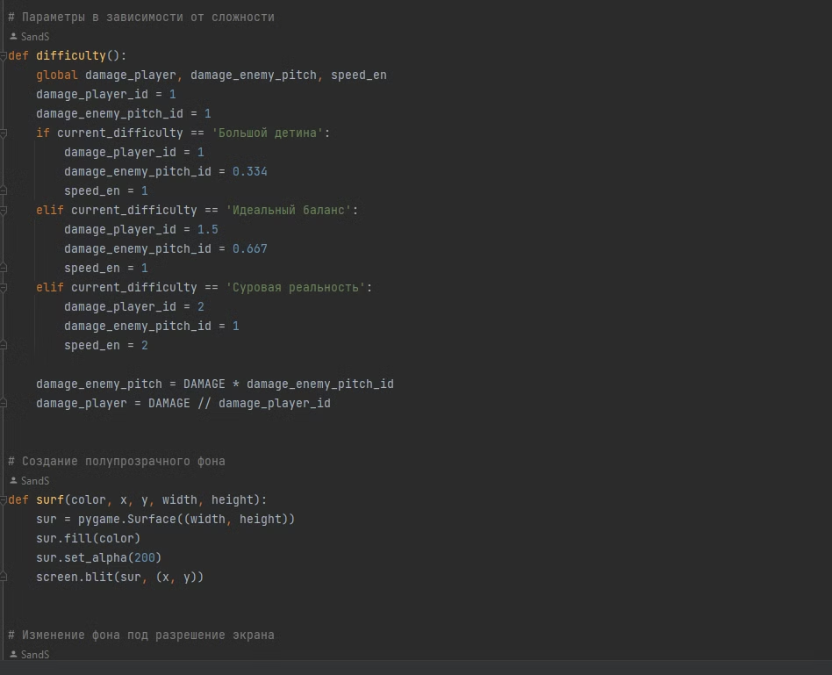 # Параметры в зависимости от сложности
SandS
def difficulty():
    global damage_player, damage_enemy_pitch, speed_en
    damage_player_id = 1
    damage_enemy_pitch_id = 1
    if current_difficulty == 'Большой детина':
        damage_player_id = 1
        damage_enemy_pitch_id = 0.334
        speed_en = 1
    elif current_difficulty == 'Идеальный баланс':
        damage_player_id = 1.5
        damage_enemy_pitch_id = 0.667
        speed_en = 1
    elif current_difficulty == 'Суровая реальность':
        damage_player_id = 2
        damage_enemy_pitch_id = 1
        speed_en = 2
    damage_enemy_pitch = DAMAGE * damage_enemy_pitch_id
    damage_player = DAMAGE // damage_player_id
# Создание полупрозрачного фона
SandS
def surf(color, x, y, width, height):
    sur = pygame.Surface((width, height))
    sur.fill(color)
    sur.set_alpha(200)
    screen.blit(sur, (x, y))
# Изменение фона под разрешение экрана
SandS